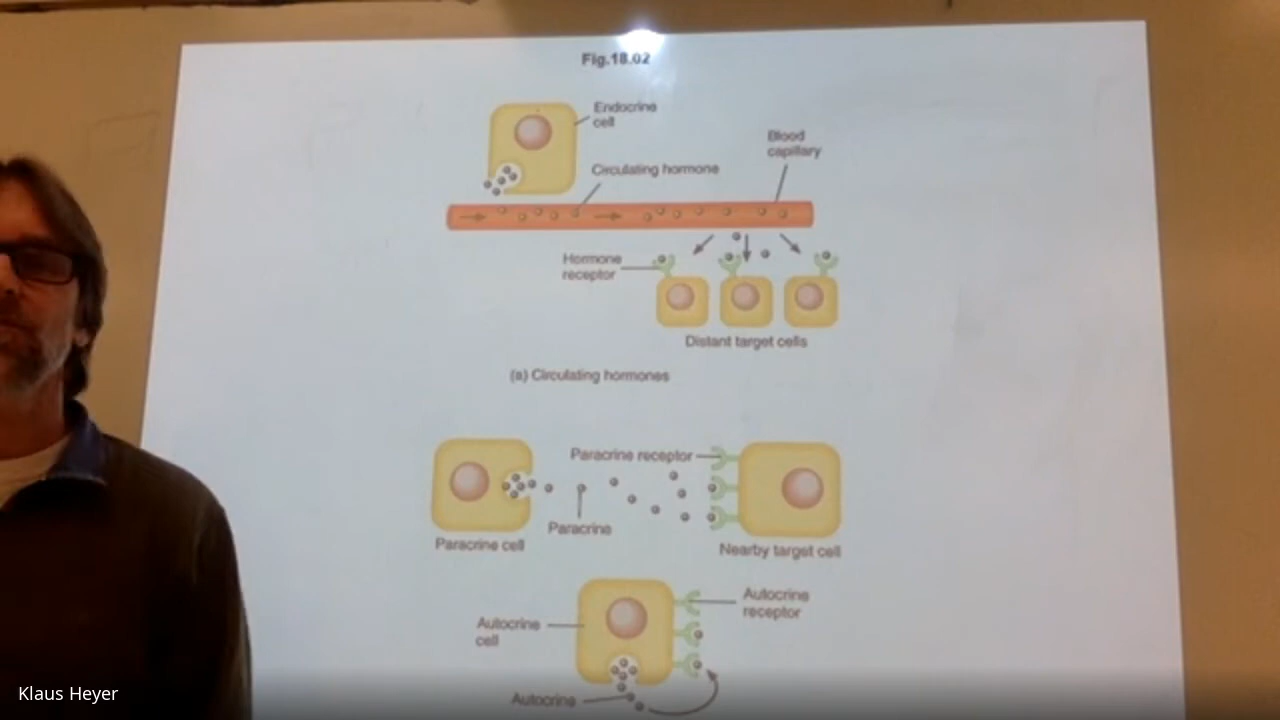 Fig.18.02
Endocrine
cell
Blood
capillary
Circulating hormone
Hormone
receptor
Distant target cells
(a) Circulating hormones
Paracrine receptor
Paracrine
Paracrine cell
Nearby target cell
Autocrine
receptor
Autocrine
cell
Autocrine
Klaus Heyer